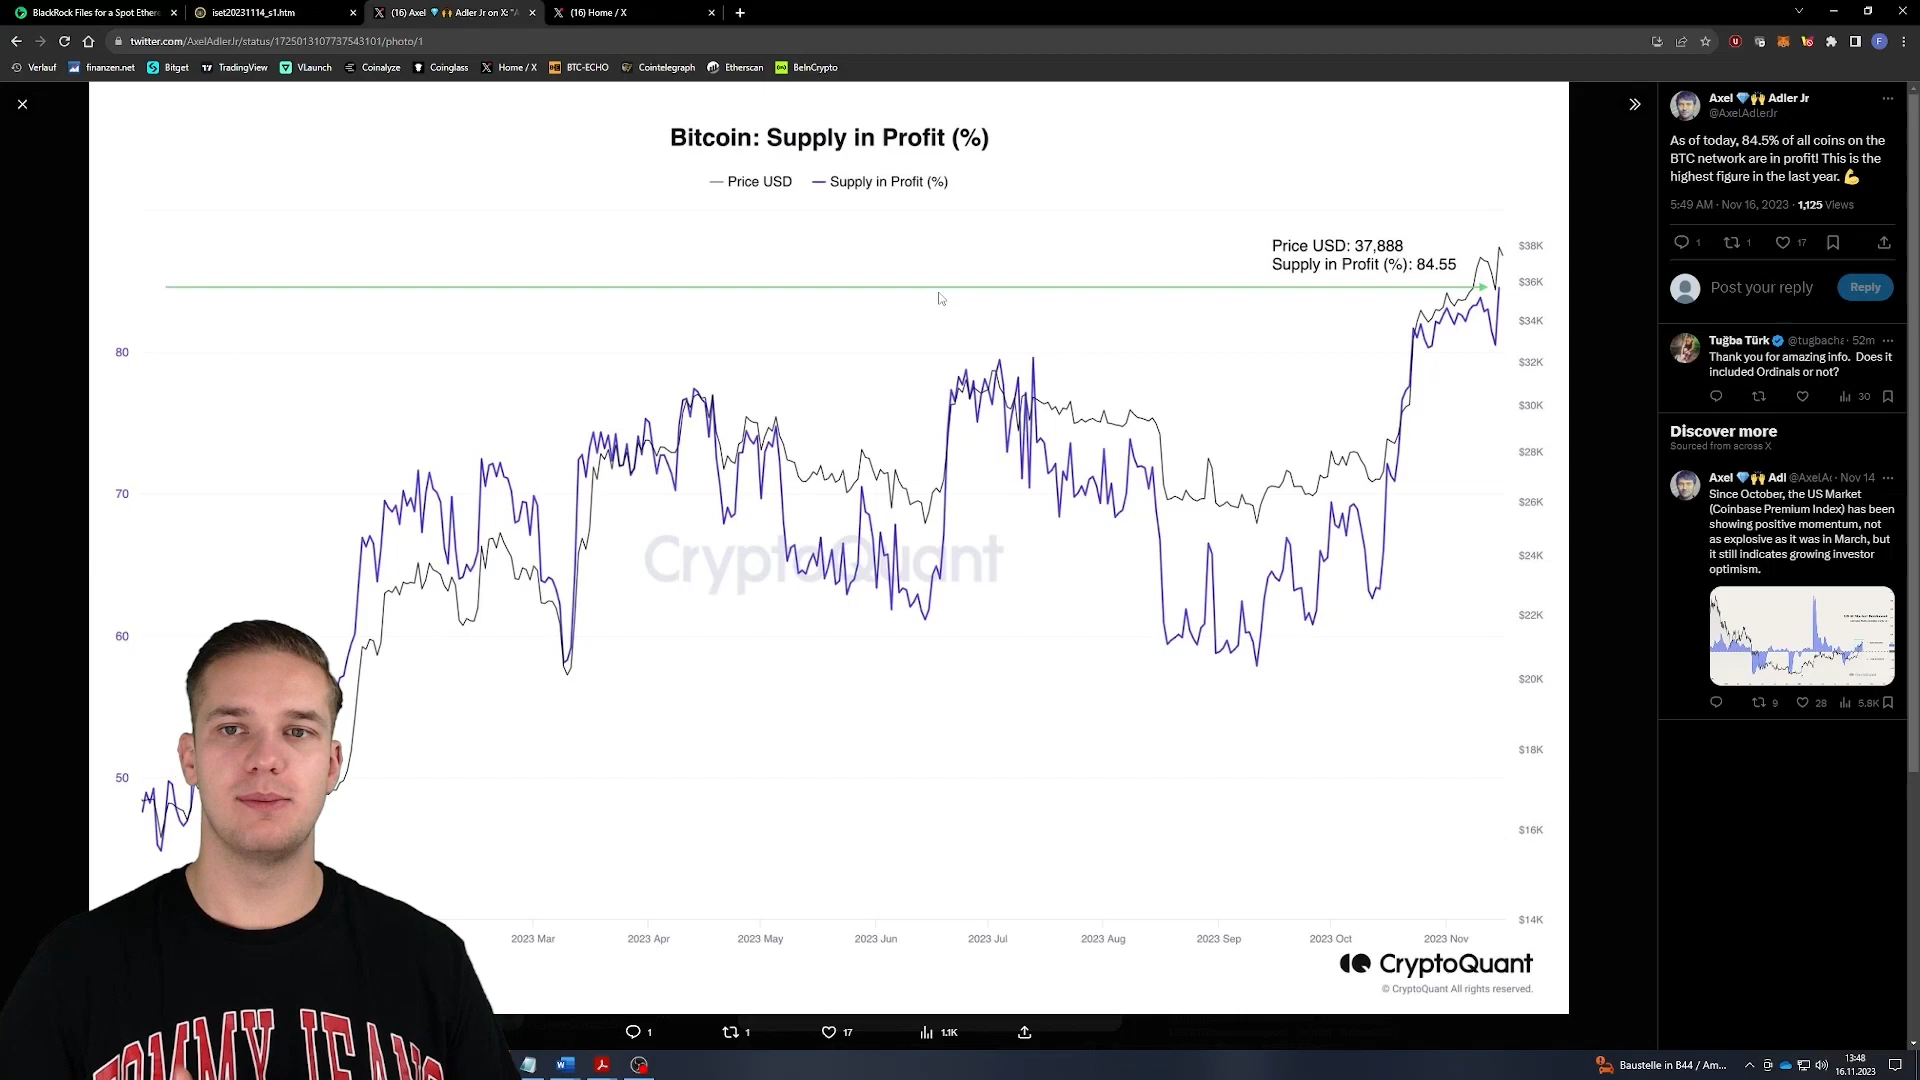 BlackRock Files for a Spot Ether
iset20231114_s1.htm
(16) Axel 💎🙌 Adler Jr on X: "A
(16) Home / X
twitter.com/AxelAdlerJr/status/1725013107737543101/photo/1
Verlauf
finanzen.net
Bitget
TradingView
VLaunch
Coinalyze
Coinglass
Home / X
BTC-ECHO
Cointelegraph
Etherscan
BeInCrypto
Bitcoin: Supply in Profit (%)
Price USD
Supply in Profit (%)
Price USD: 37,888
Supply in Profit (%): 84.55
80
70
60
50
$38K
$36K
$34K
$32K
$30K
$28K
$26K
$24K
$22K
$20K
$18K
$16K
$14K
CryptoQuant
2023 Mar
2023 Apr
2023 May
2023 Jun
2023 Jul
2023 Aug
2023 Sep
2023 Oct
2023 Nov
CryptoQuant
© CryptoQuant All rights reserved.
1
1
17
1.1K
Axel 💎🙌 Adler Jr
@AxelAdlerJr
As of today, 84.5% of all coins on the
BTC network are in profit! This is the
highest figure in the last year. 💪
5:49 AM · Nov 16, 2023 · 1,125 Views
1
1
17
Post your reply
Reply
Tuğba Türk @tugbacha · 52m
Thank you for amazing info. Does it
included Ordinals or not?
30
Discover more
Sourced from across X
Axel 💎🙌 Adl @AxelAc · Nov 14
Since October, the US Market
(Coinbase Premium Index) has been
showing positive momentum, not
as explosive as it was in March, but
it still indicates growing investor
optimism.
9
28
5.8K
TOMMY JEANS
Baustelle in B44 / Am...
13:48
16.11.2023